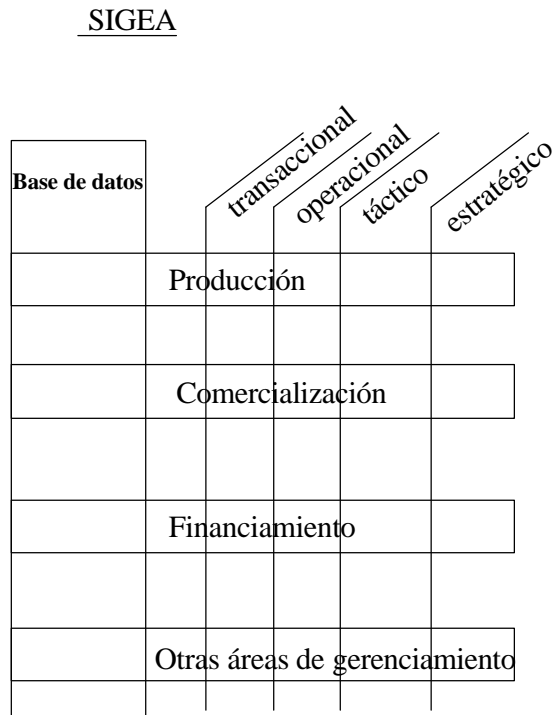 SIGEA
Base de datos
transaccional
operacional
táctico
estratégico
Producción
Comercialización
Financiamiento
Otras áreas de gerenciamiento